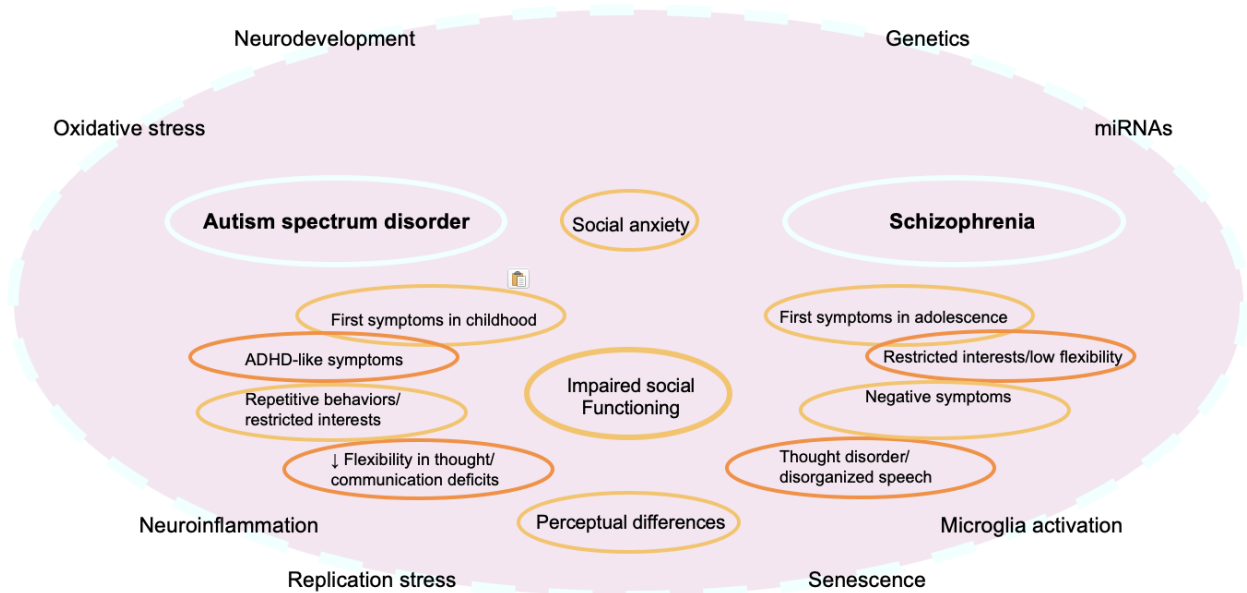 Neurodevelopment
Genetics
Oxidative stress
miRNAs
Autism spectrum disorder
Social anxiety
Schizophrenia
First symptoms in childhood
First symptoms in adolescence
ADHD-like symptoms
Restricted interests/low flexibility
Impaired social
Functioning
Repetitive behaviors/
restricted interests
Negative symptoms
↓ Flexibility in thought/
communication deficits
Thought disorder/
disorganized speech
Perceptual differences
Neuroinflammation
Microglia activation
Replication stress
Senescence